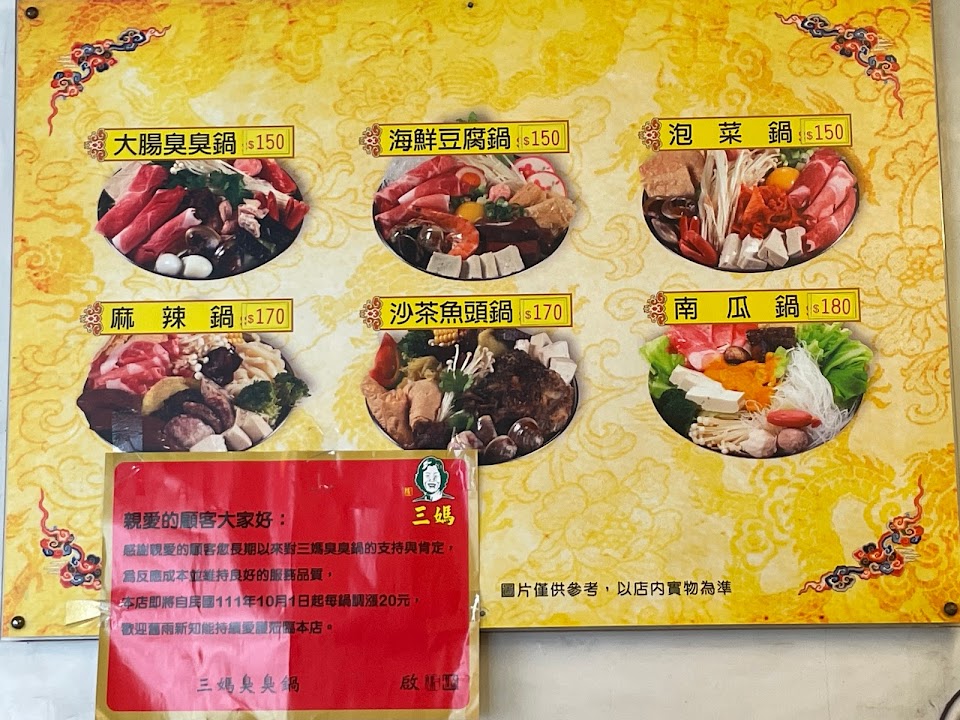 大腸臭臭鍋 $150
海鮮豆腐鍋 $150
泡菜鍋 $150
麻辣鍋 $170
沙茶魚頭鍋 $170
南瓜鍋 $180
三媽
親愛的顧客大家好：
感謝親愛的顧客您長期以來對三媽臭臭鍋的支持與肯定，
為反應成本並維持良好的服務品質，
本店即將自民國111年10月1日起每鍋調漲20元，
歡迎舊雨新知能持續愛護蒞臨本店。
三媽臭臭鍋 啟
圖片僅供參考，以店內實物為準